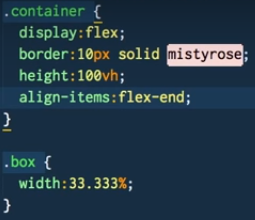 .container {
display:flex;
border:10px solid mistyrose;
height:100vh;
align-items:flex-end;
}
.box {
width:33.333%;
}